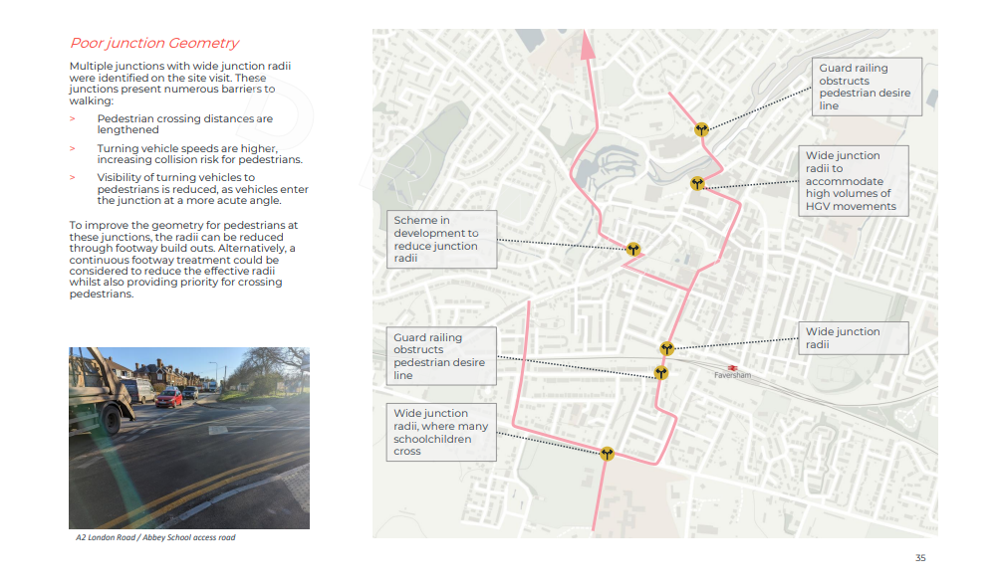 Poor junction Geometry
Multiple junctions with wide junction radii
were identified on the site visit. These
junctions present numerous barriers to
walking:
> Pedestrian crossing distances are
lengthened
> Turning vehicle speeds are higher,
increasing collision risk for pedestrians.
> Visibility of turning vehicles to
pedestrians is reduced, as vehicles enter
the junction at a more acute angle.
To improve the geometry for pedestrians at
these junctions, the radii can be reduced
through footway build outs. Alternatively, a
continuous footway treatment could be
considered to reduce the effective radii
whilst also providing priority for crossing
pedestrians.
A2 London Road / Abbey School access road
Guard railing
obstructs
pedestrian desire
line
Wide junction
radii to
accommodate
high volumes of
HGV movements
Scheme in
development to
reduce junction
radii
Wide junction
radii
Guard railing
obstructs
pedestrian desire
line
Wide junction
radii, where many
schoolchildren
cross
Faversham
35